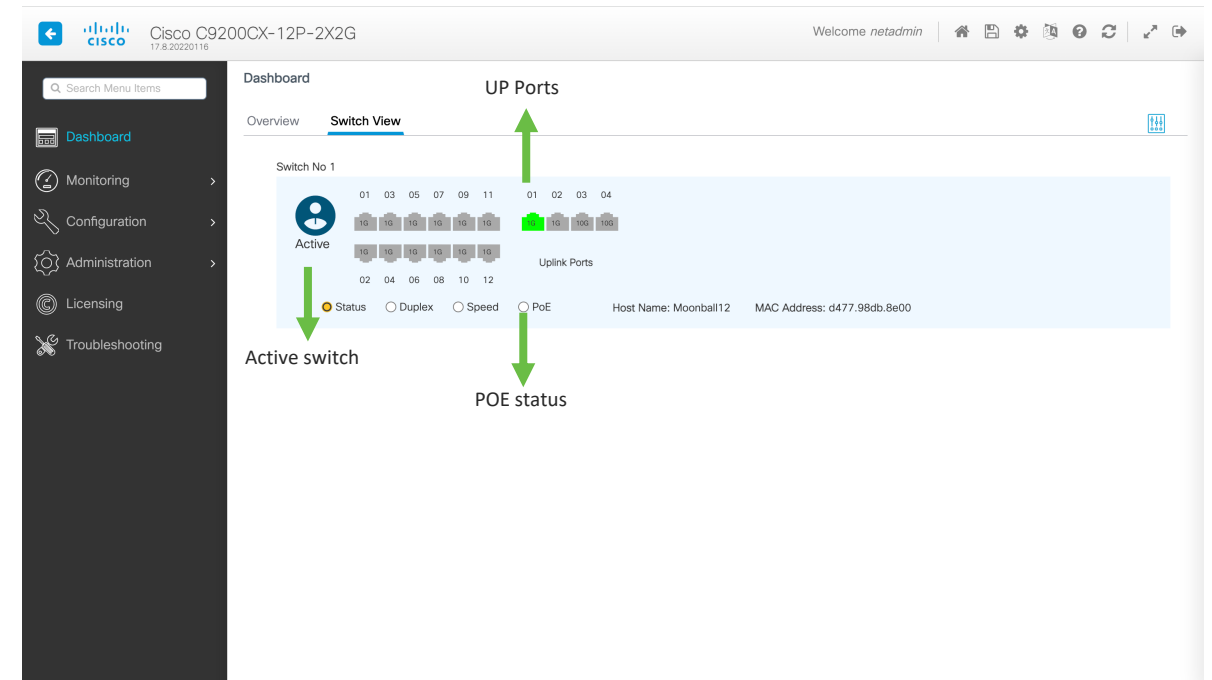 CISCO
Cisco C9200CX-12P-2X2G
17.8.20220116
Welcome netadmin
Search Menu Items
Dashboard
Monitoring
Configuration
Administration
Licensing
Troubleshooting
Dashboard
UP Ports
Overview Switch View
Switch No 1
01 03 05 07 09 11 01 02 03 04
1G 1G 1G 1G 1G 1G 1G 1G 10G 10G
Active
1G 1G 1G 1G 1G 1G
Uplink Ports
02 04 06 08 10 12
Status Duplex Speed PoE Host Name: Moonball12 MAC Address: d477.98db.8e00
Active switch
POE status